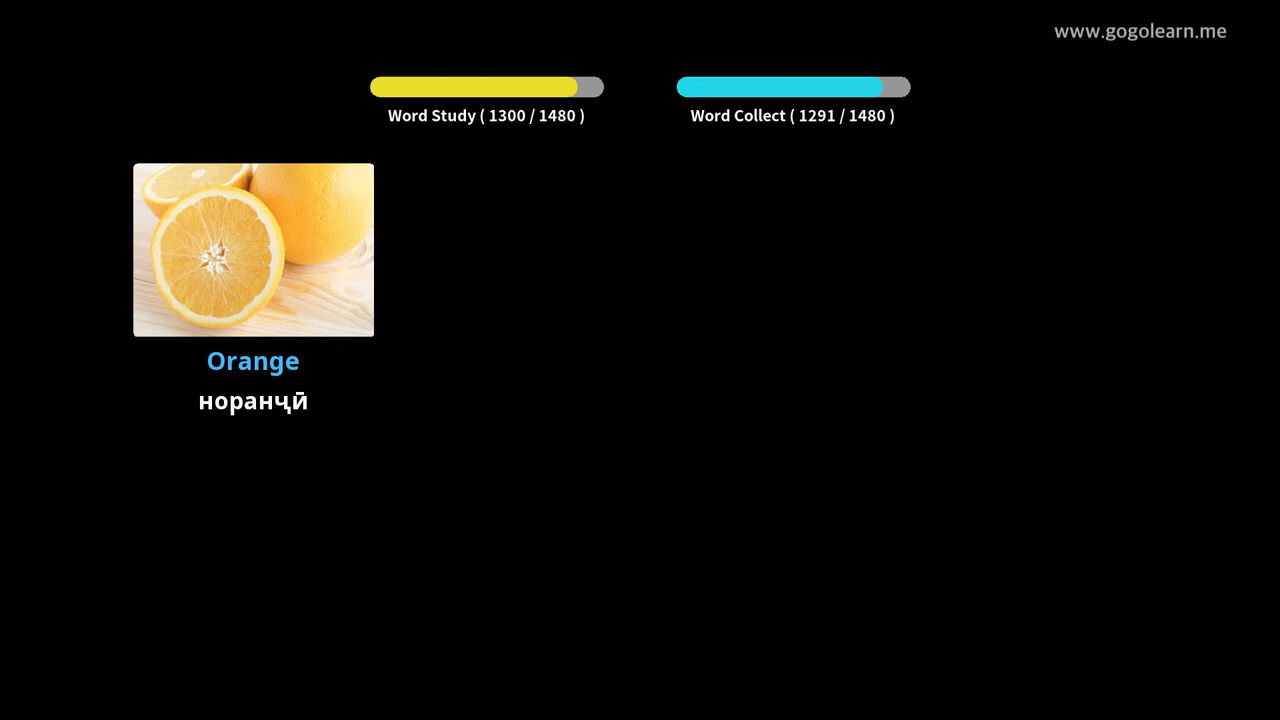 www.gogolearn.me
Word Study ( 1300 / 1480 )
Word Collect ( 1291 / 1480 )
Orange
норанҷӣ